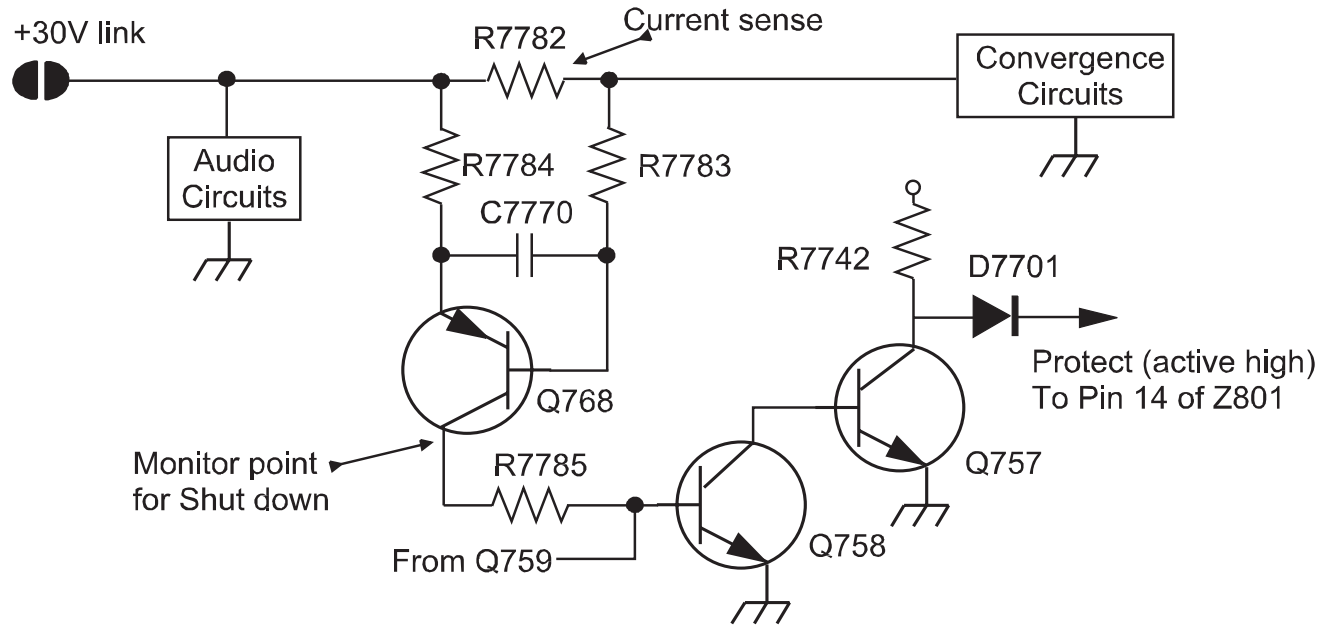 Current sense
+30V link
R7782
Convergence
Circuits
Audio
Circuits
R7784
R7783
C7770
R7742
D7701
Protect (active high)
To Pin 14 of Z801
Q768
Monitor point
for Shut down
R7785
Q757
From Q759
Q758